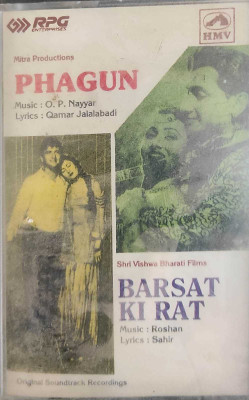 RPG
ENTERPRISES
HMV
Mitra Productions
PHAGUN
Music : O. P. Nayyar
Lyrics : Qamar Jalalabadi
Shri Vishwa Bharati Films
BARSAT
KI RAT
Music : Roshan
Lyrics : Sahir
Original Soundtrack Recordings